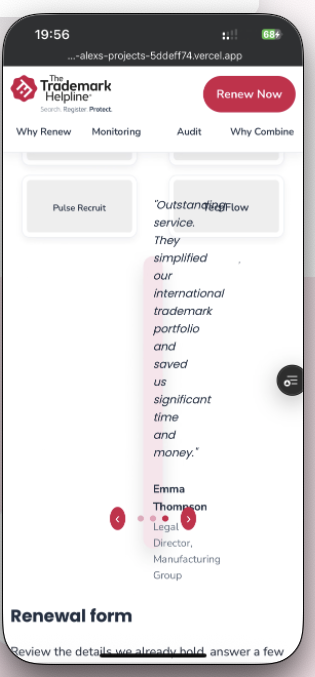 19:56
68
...-alexs-projects-5ddeff74.vercel.app
The
Trademark
Helpline
Search. Register. Protect.
Renew Now
Why Renew Monitoring Audit Why Combine
Pulse Recruit
TechFlow
"Outstanding
service.
They
simplified
our
international
trademark
portfolio
and
saved
us
significant
time
and
money."
Emma
Thompson
Legal
Director,
Manufacturing
Group
Renewal form
Review the details we already hold, answer a few